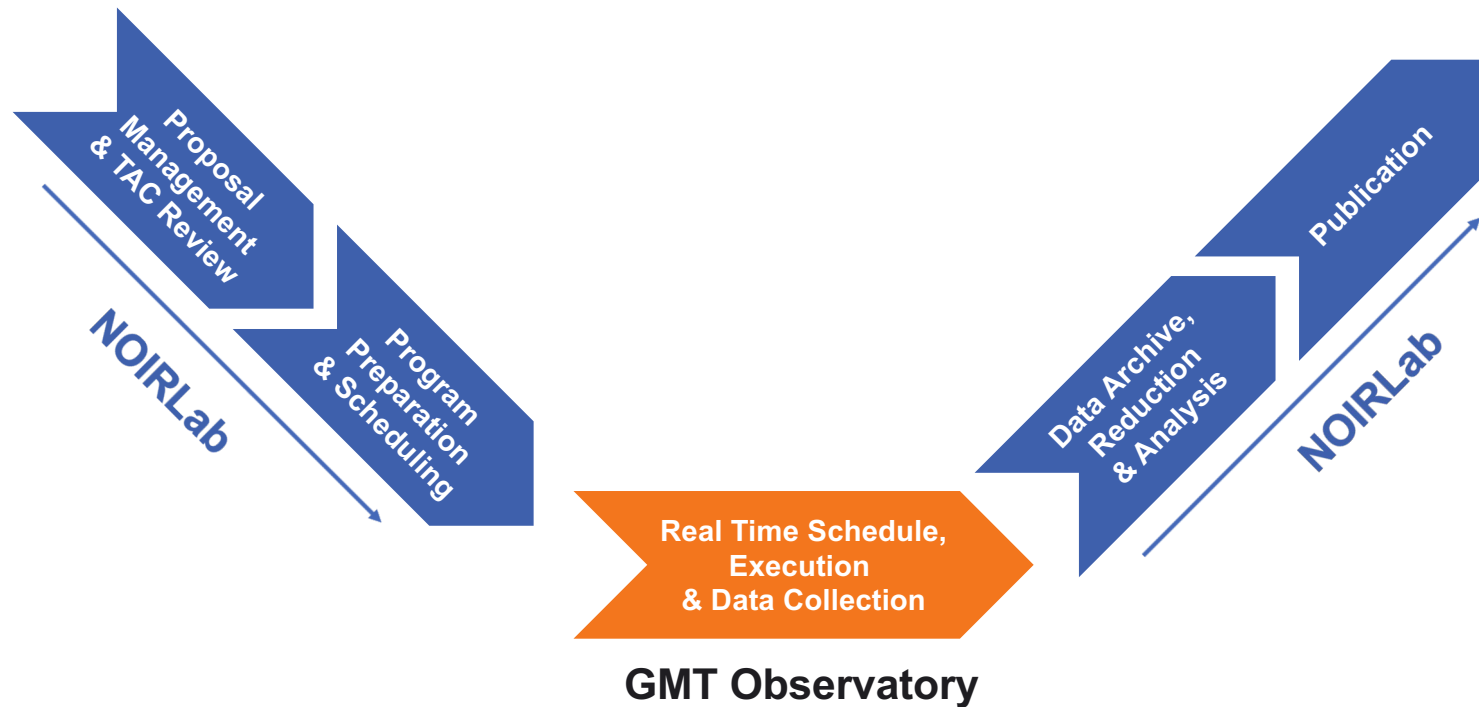 Proposal
Management
& TAC Review
NOIRLab
Program
Preparation
& Scheduling
Real Time Schedule,
Execution
& Data Collection
GMT Observatory
Data Archive,
Reduction
& Analysis
Publication
NOIRLab